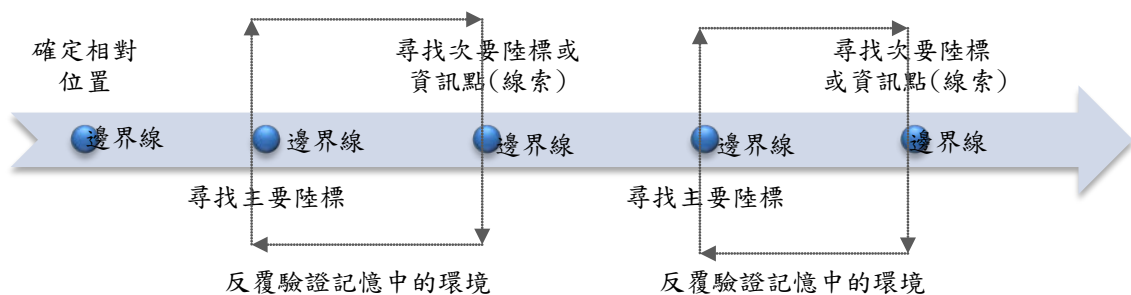 確定相對
位置
尋找次要陸標或
資訊點(線索)
尋找次要陸標
或資訊點(線索)
邊界線
邊界線
邊界線
邊界線
邊界線
尋找主要陸標
尋找主要陸標
反覆驗證記憶中的環境
反覆驗證記憶中的環境